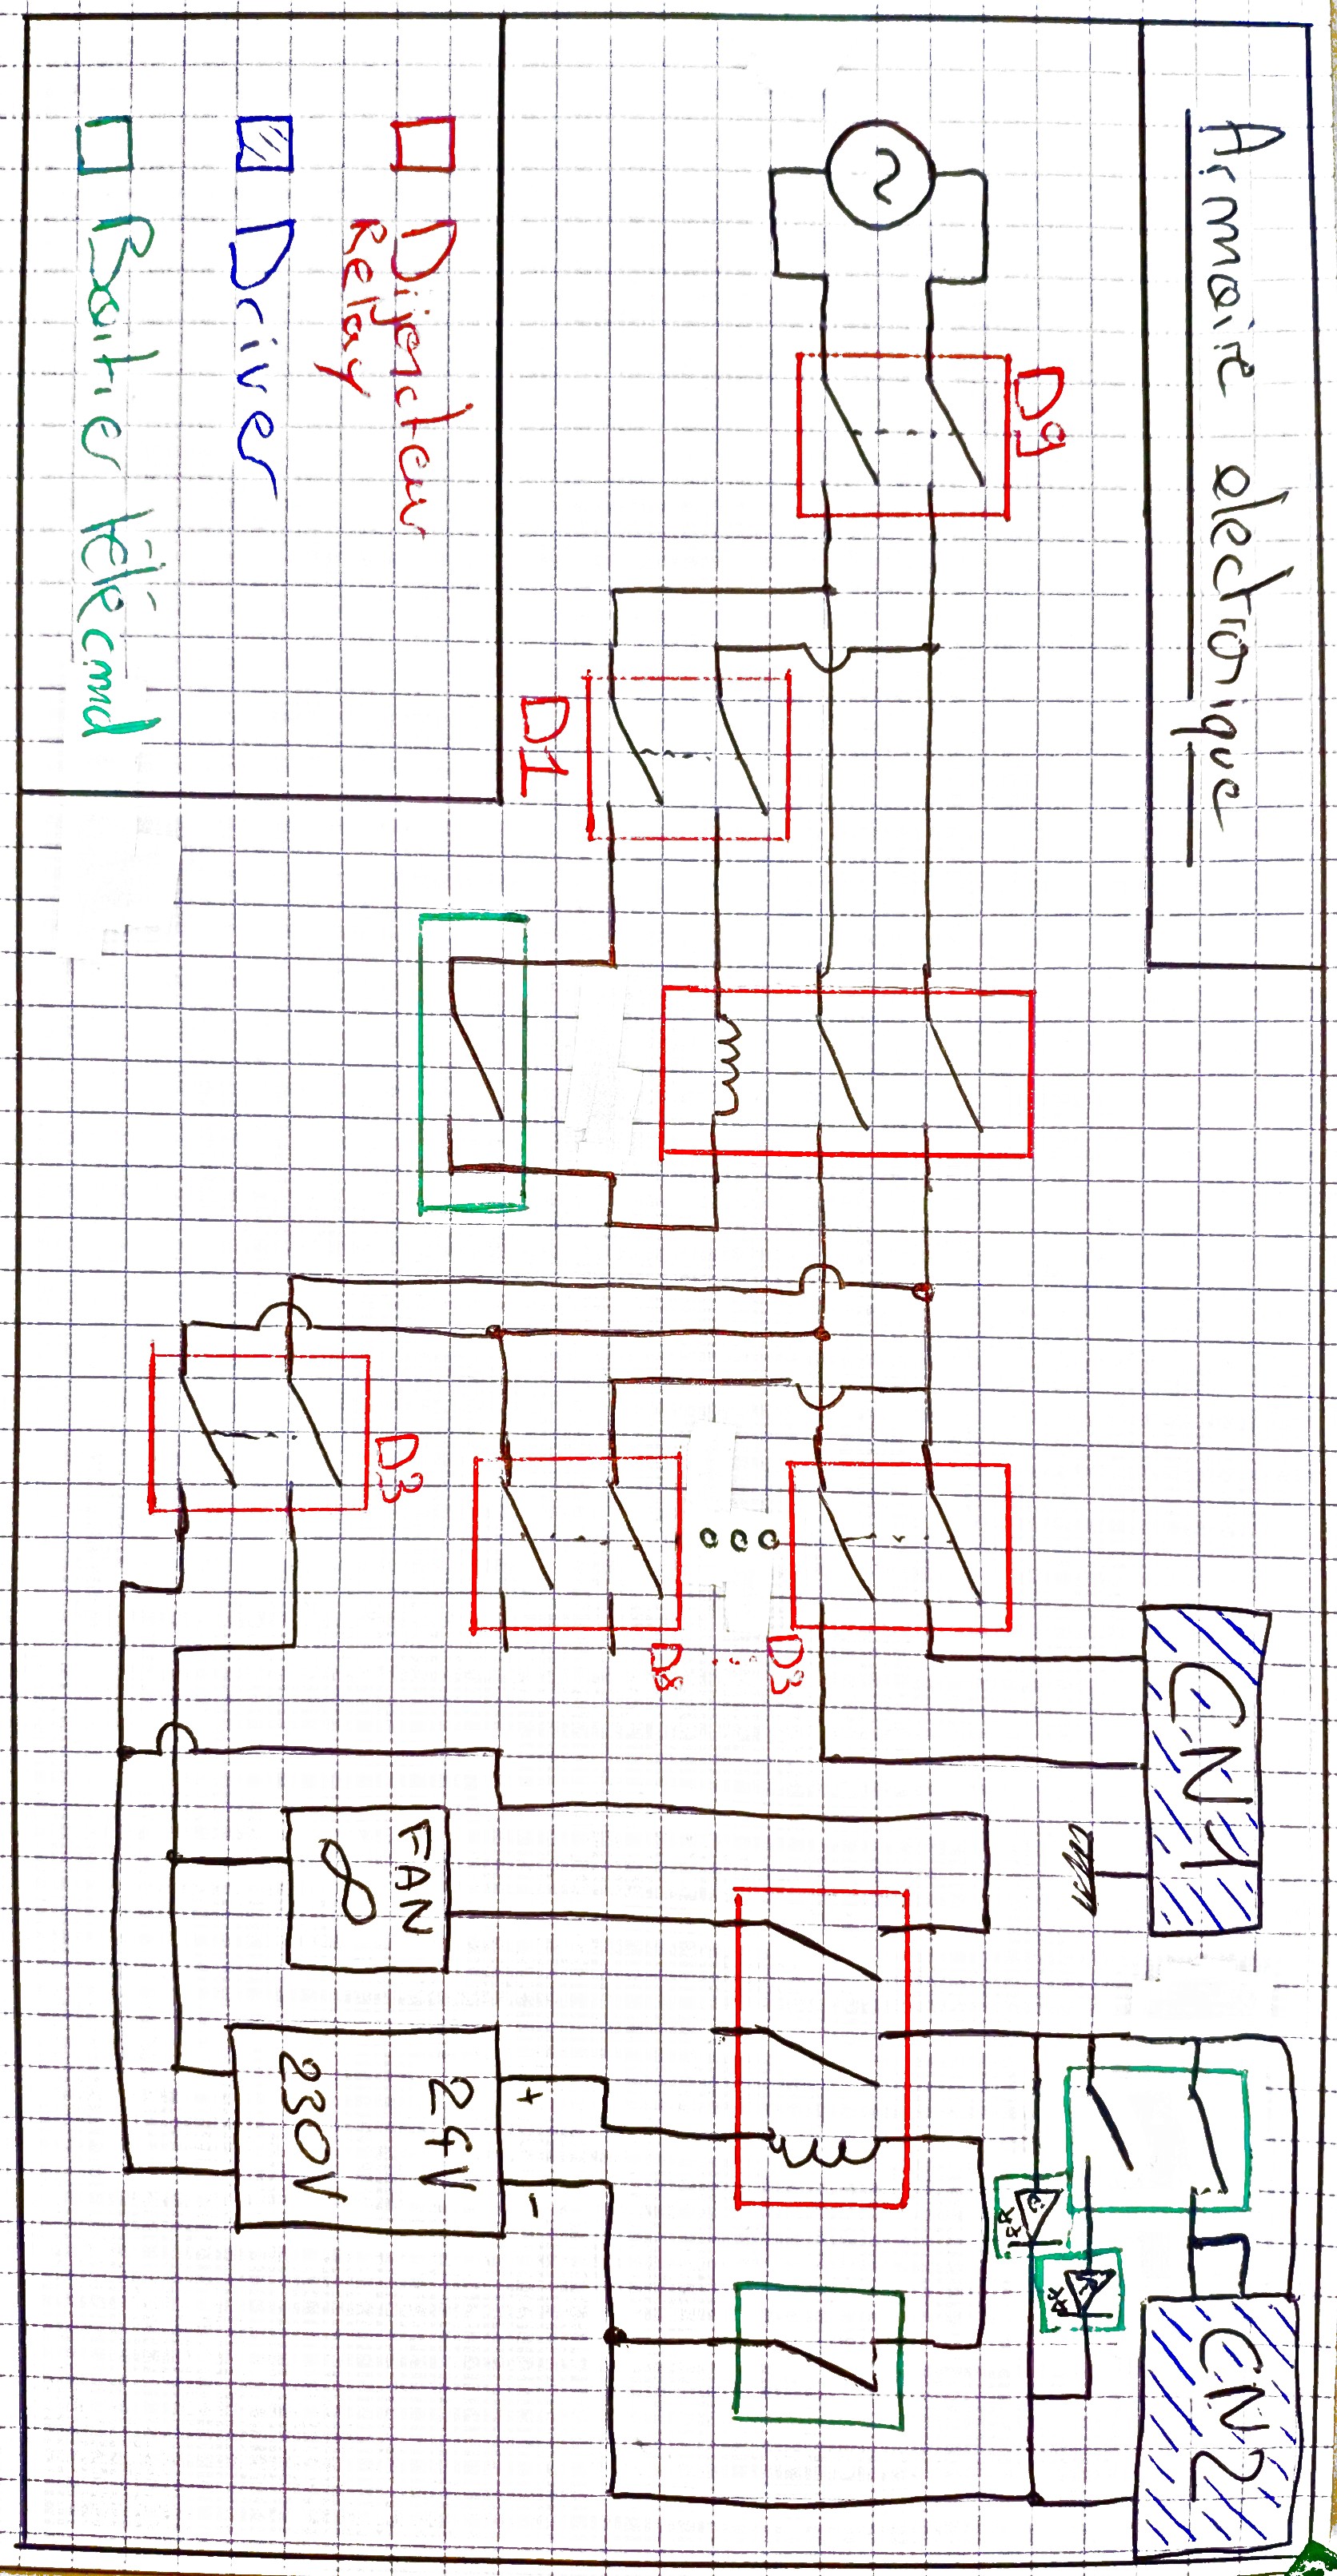 Armoire electronique
D9
D1
D3
D3
D8
CN1
FAN
24V
230V
+
-
CN2
Disjoncteur
Relay
Driver
Boitier télécmd